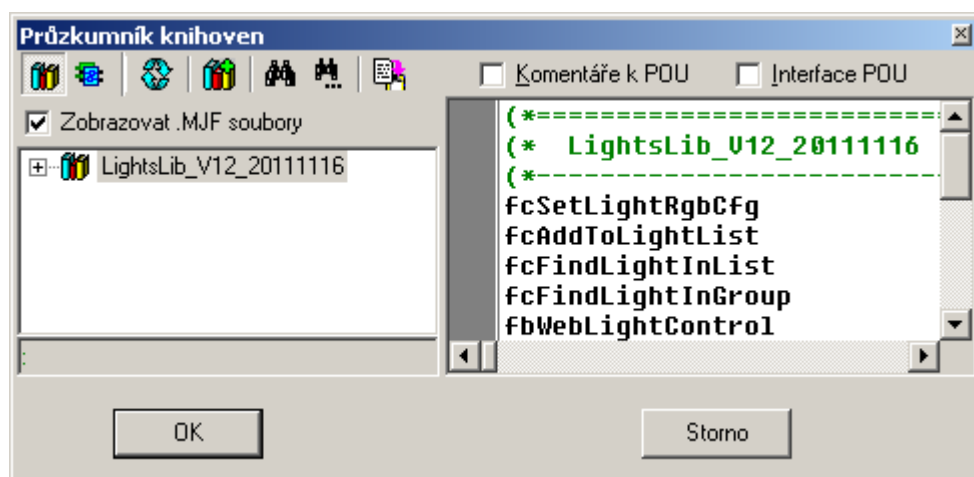 Průzkumník knihoven
Komentáře k POU
Interface POU
Zobrazovat .MJF soubory
LightsLib_V12_20111116
(*==========================
(* LightsLib_V12_20111116
(*--------------------------
fcSetLightRgbCfg
fcAddToLightList
fcFindLightInList
fcFindLightInGroup
fbWebLightControl
:
OK
Storno